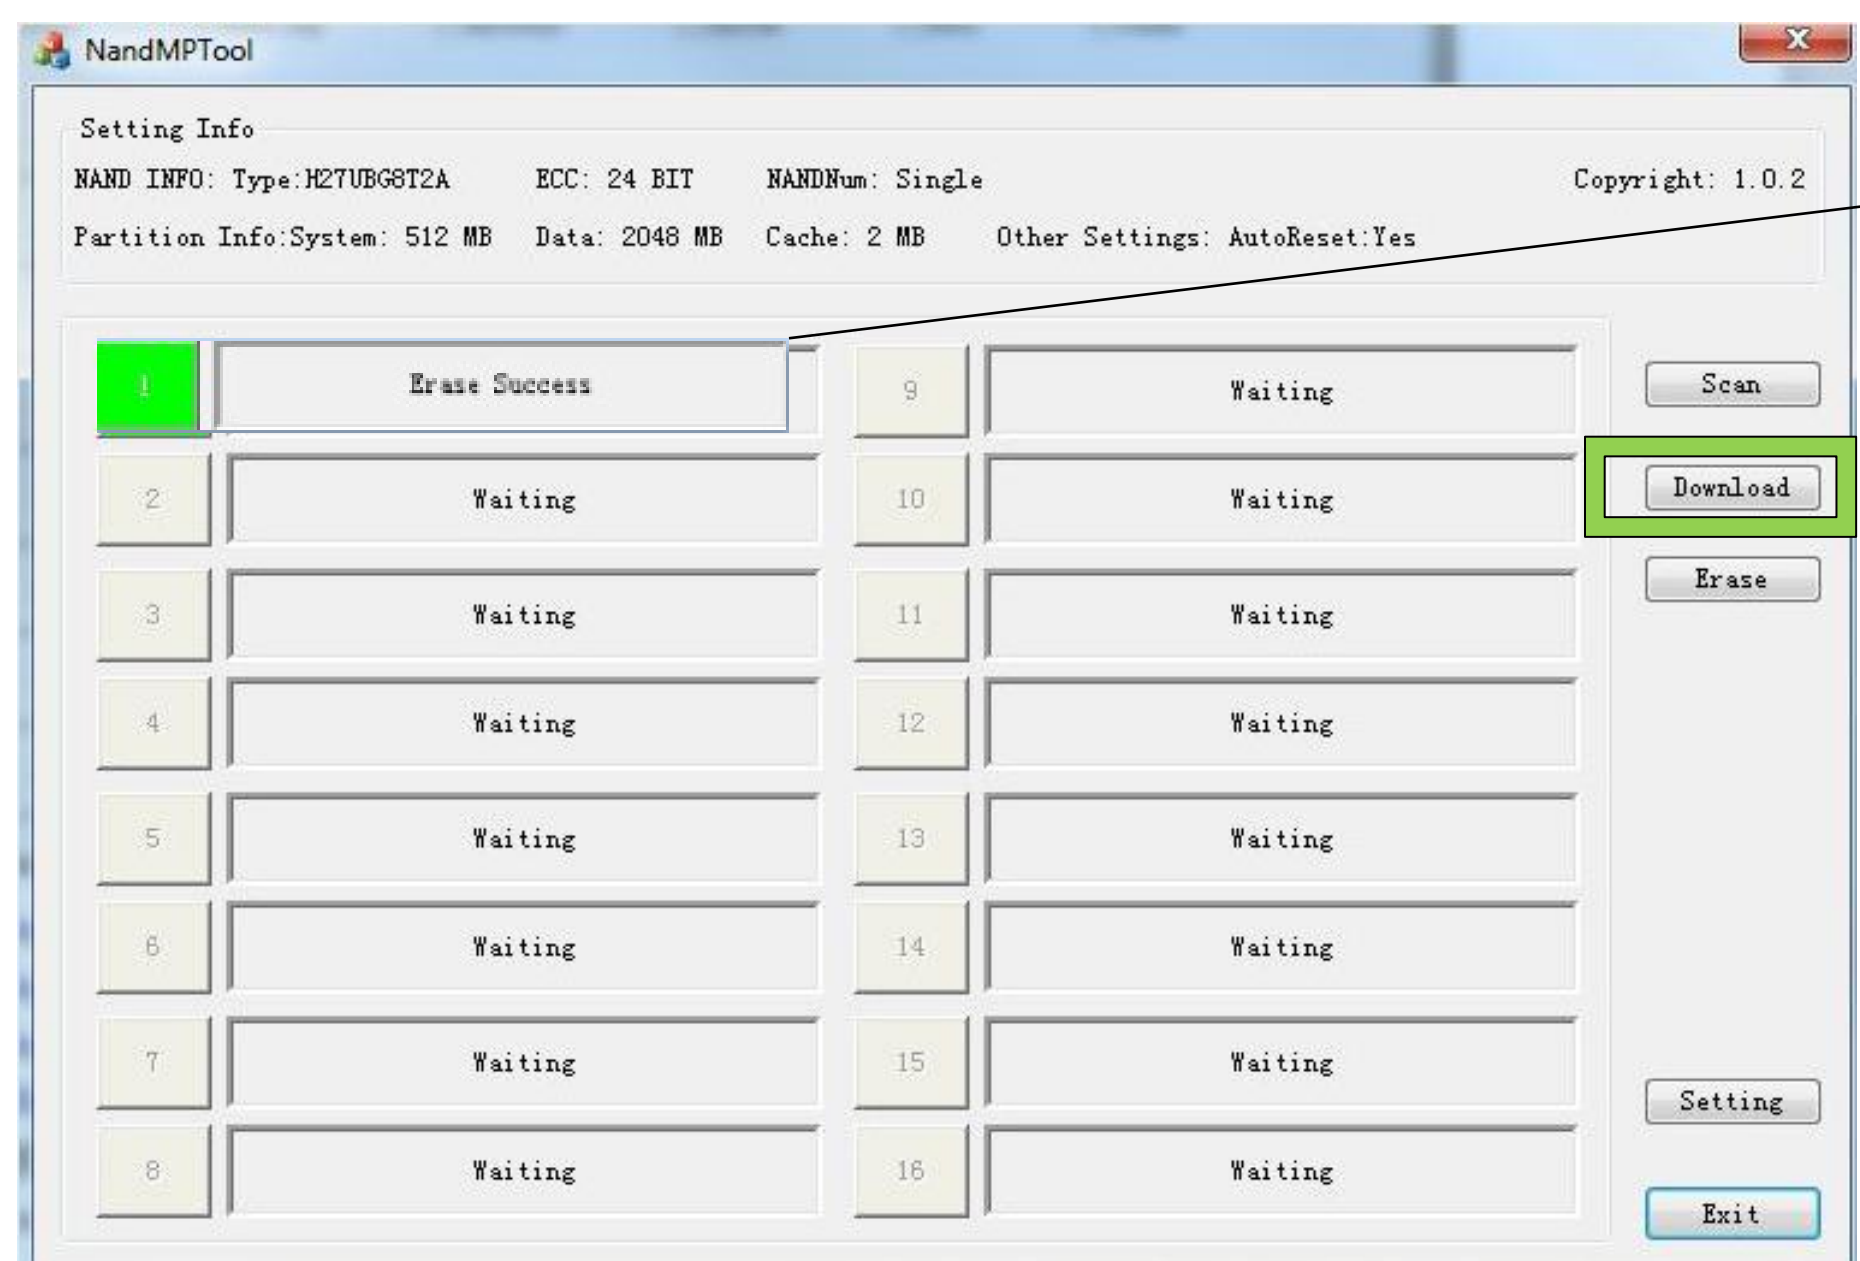 NandMPTool
Setting Info
NAND INFO: Type:H27UBG8T2A ECC: 24 BIT NANDNum: Single Copyright: 1.0.2
Partition Info:System: 512 MB Data: 2048 MB Cache: 2 MB Other Settings: AutoReset:Yes
1 Erase Success 9 Waiting Scan
2 Waiting 10 Waiting Download
3 Waiting 11 Waiting Erase
4 Waiting 12 Waiting
5 Waiting 13 Waiting
6 Waiting 14 Waiting
7 Waiting 15 Waiting Setting
8 Waiting 16 Waiting Exit